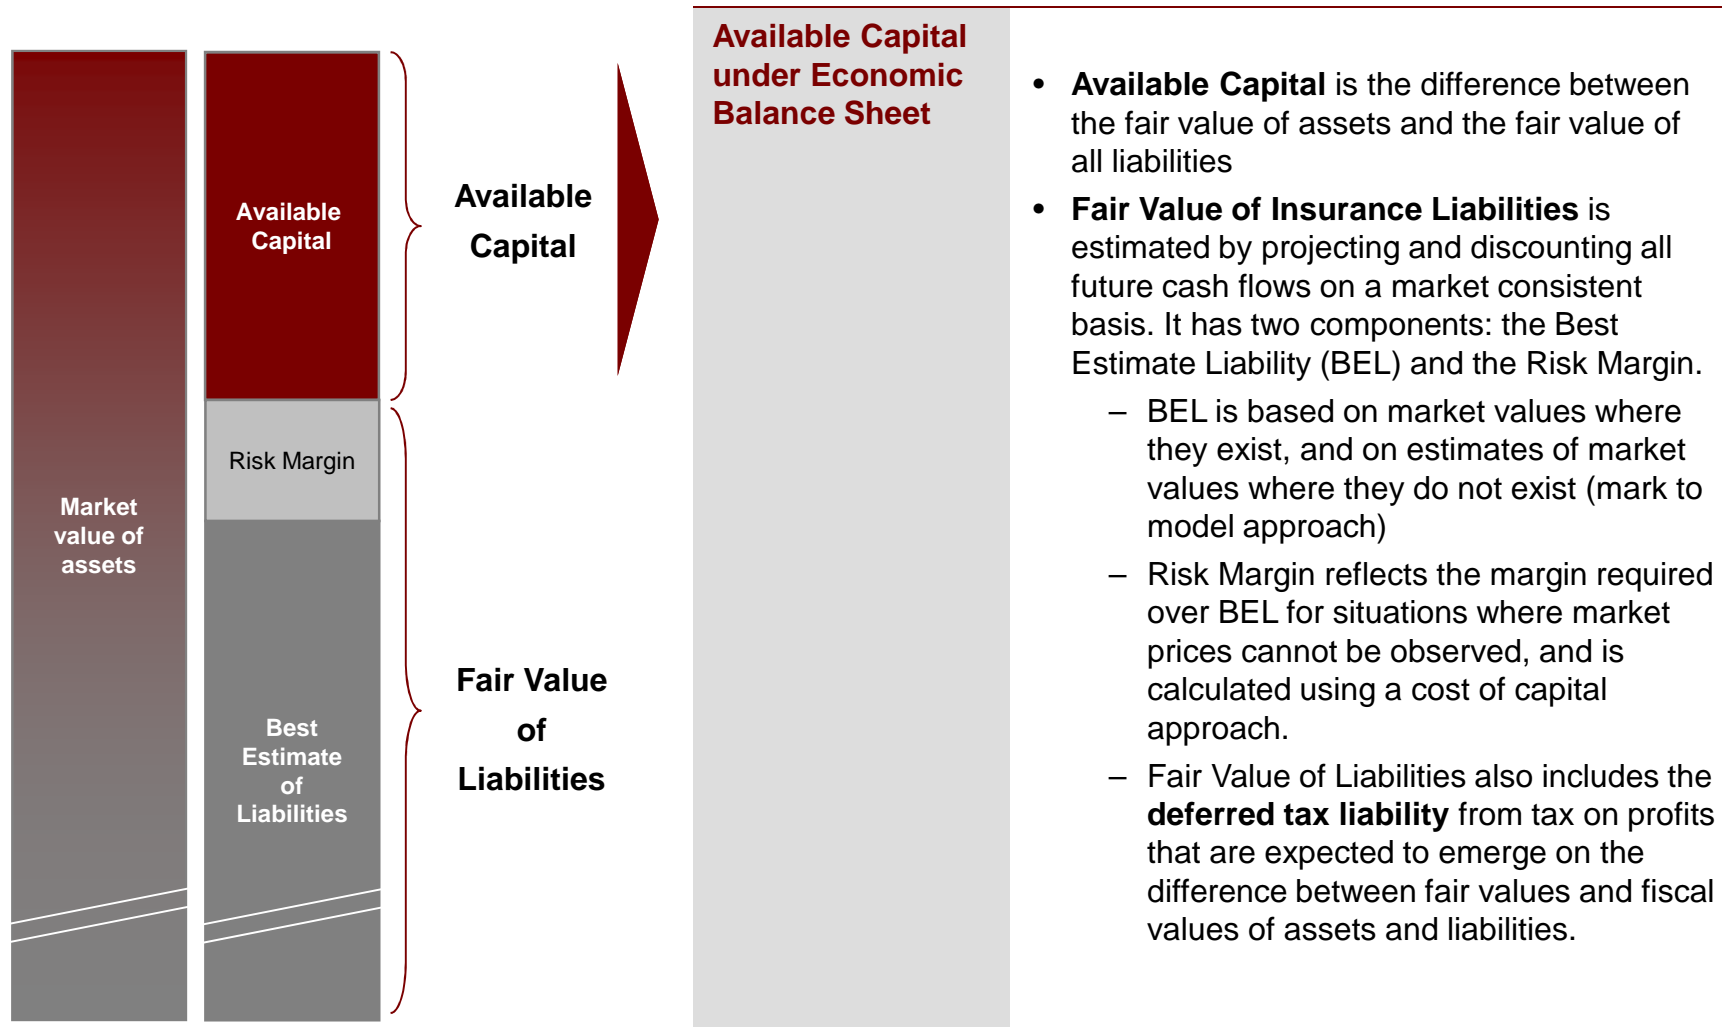 Market
value of
assets
Available
Capital
Risk Margin
Best
Estimate
of
Liabilities
Available
Capital
Fair Value
of
Liabilities
Available Capital
under Economic
Balance Sheet
• Available Capital is the difference between
the fair value of assets and the fair value of
all liabilities
• Fair Value of Insurance Liabilities is
estimated by projecting and discounting all
future cash flows on a market consistent
basis. It has two components: the Best
Estimate Liability (BEL) and the Risk Margin.
– BEL is based on market values where
they exist, and on estimates of market
values where they do not exist (mark to
model approach)
– Risk Margin reflects the margin required
over BEL for situations where market
prices cannot be observed, and is
calculated using a cost of capital
approach.
– Fair Value of Liabilities also includes the
deferred tax liability from tax on profits
that are expected to emerge on the
difference between fair values and fiscal
values of assets and liabilities.